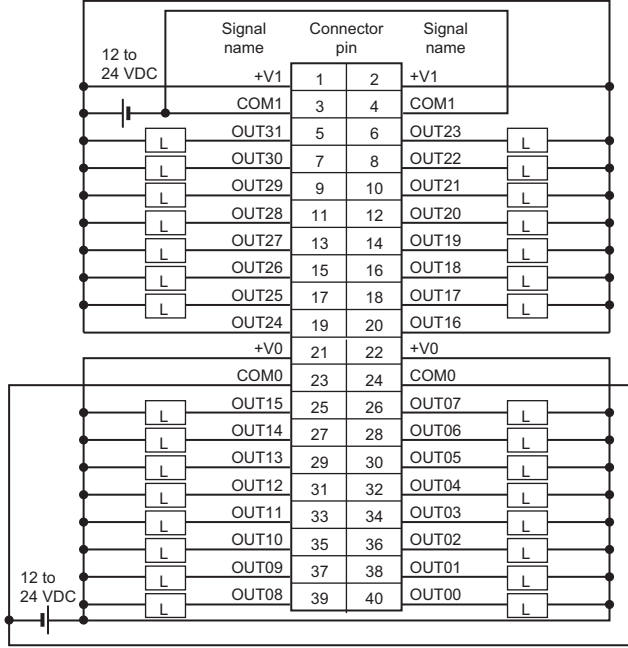 Signal name Connector pin Signal name
12 to 24 VDC
+V1 1 2 +V1
COM1 3 4 COM1
L OUT31 5 6 OUT23 L
L OUT30 7 8 OUT22 L
L OUT29 9 10 OUT21 L
L OUT28 11 12 OUT20 L
L OUT27 13 14 OUT19 L
L OUT26 15 16 OUT18 L
L OUT25 17 18 OUT17 L
OUT24 19 20 OUT16
+V0 21 22 +V0
COM0 23 24 COM0
L OUT15 25 26 OUT07 L
L OUT14 27 28 OUT06 L
L OUT13 29 30 OUT05 L
L OUT12 31 32 OUT04 L
L OUT11 33 34 OUT03 L
L OUT10 35 36 OUT02 L
L OUT09 37 38 OUT01 L
12 to 24 VDC
L OUT08 39 40 OUT00 L